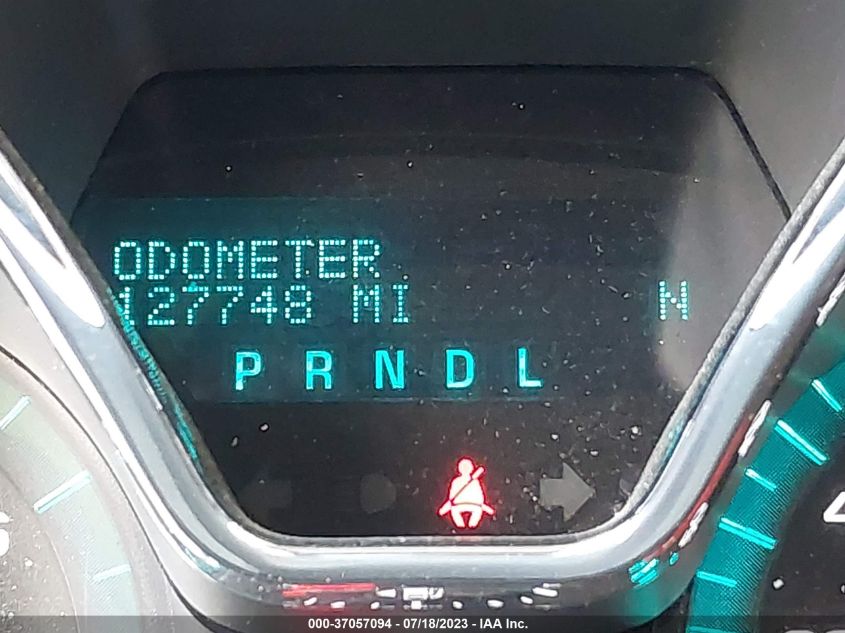 ODOMETER
127748 MI N
P R N D L
000-37057094 - 07/18/2023 - IAA Inc.